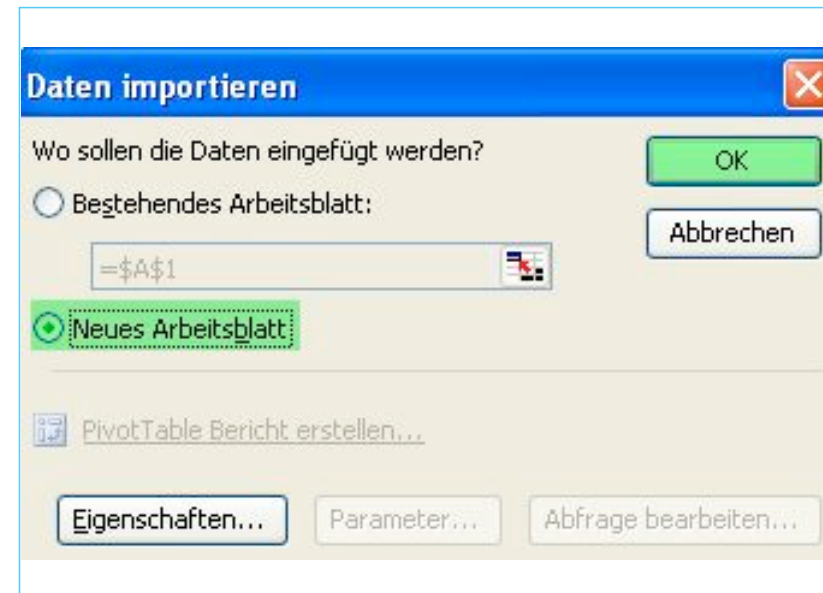 Daten importieren
Wo sollen die Daten eingefügt werden?
OK
Bestehendes Arbeitsblatt:
Abbrechen
=$A$1
Neues Arbeitsblatt
PivotTable Bericht erstellen...
Eigenschaften...
Parameter...
Abfrage bearbeiten...